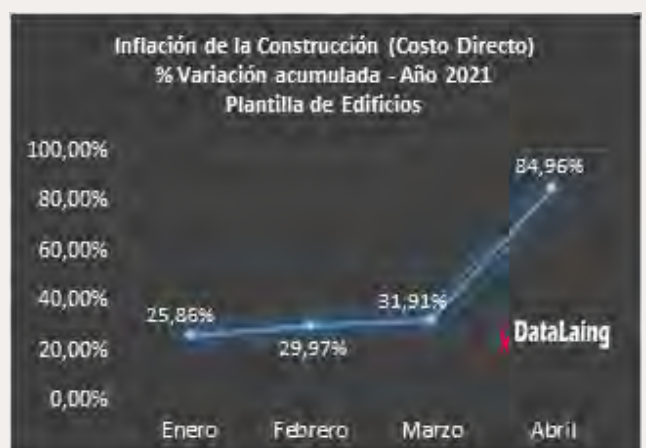 Inflación de la Construcción (Costo Directo)
% Variación acumulada - Año 2021
Plantilla de Edificios
100,00%
80,00%
60,00%
40,00%
20,00%
0,00%
25,86%
29,97%
31,91%
84,96%
DataLaing
Enero Febrero Marzo Abril